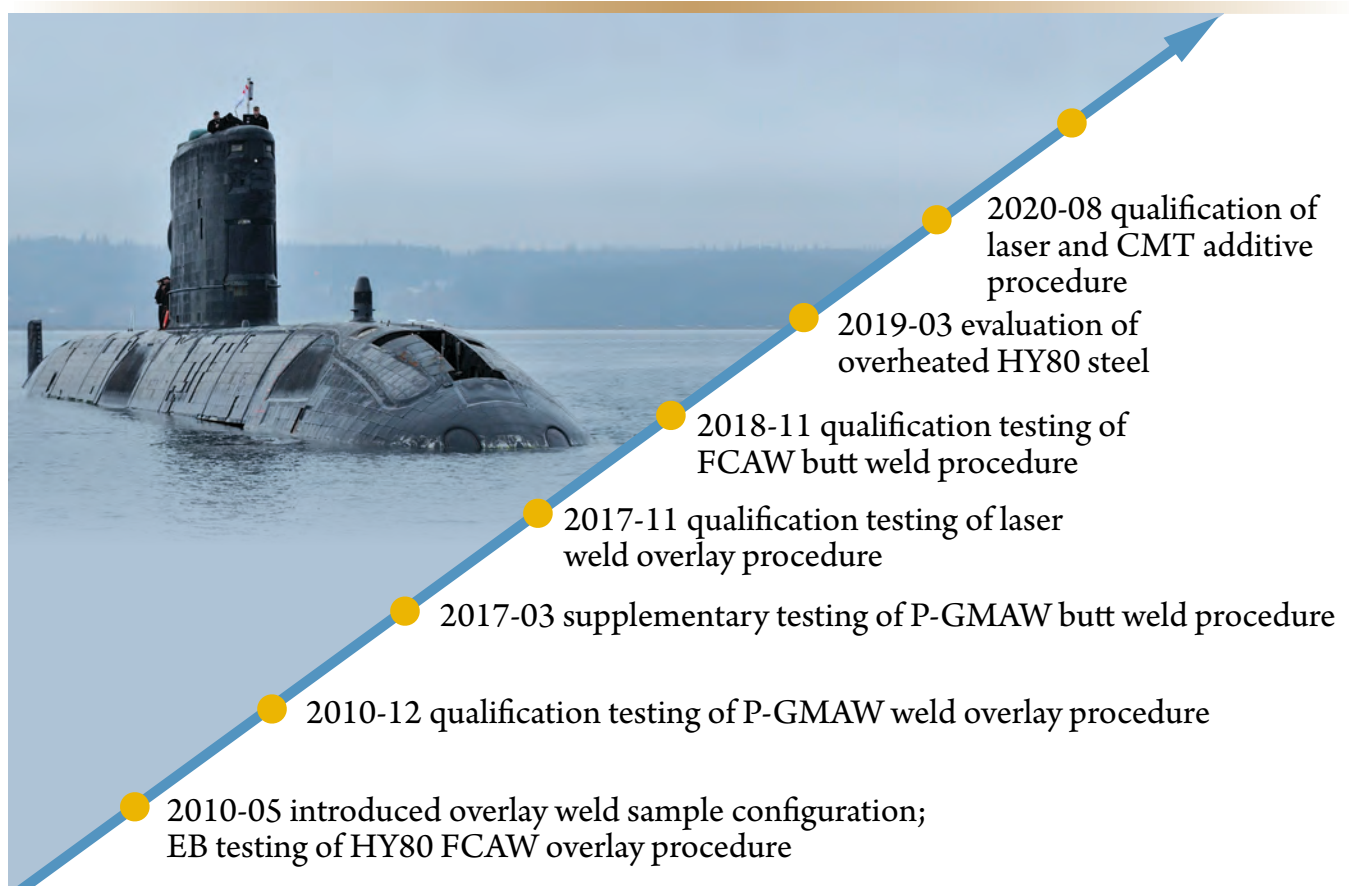 2020-08 qualification of
laser and CMT additive
procedure
2019-03 evaluation of
overheated HY80 steel
2018-11 qualification testing of
FCAW butt weld procedure
2017-11 qualification testing of laser
weld overlay procedure
2017-03 supplementary testing of P-GMAW butt weld procedure
2010-12 qualification testing of P-GMAW weld overlay procedure
2010-05 introduced overlay weld sample configuration;
EB testing of HY80 FCAW overlay procedure